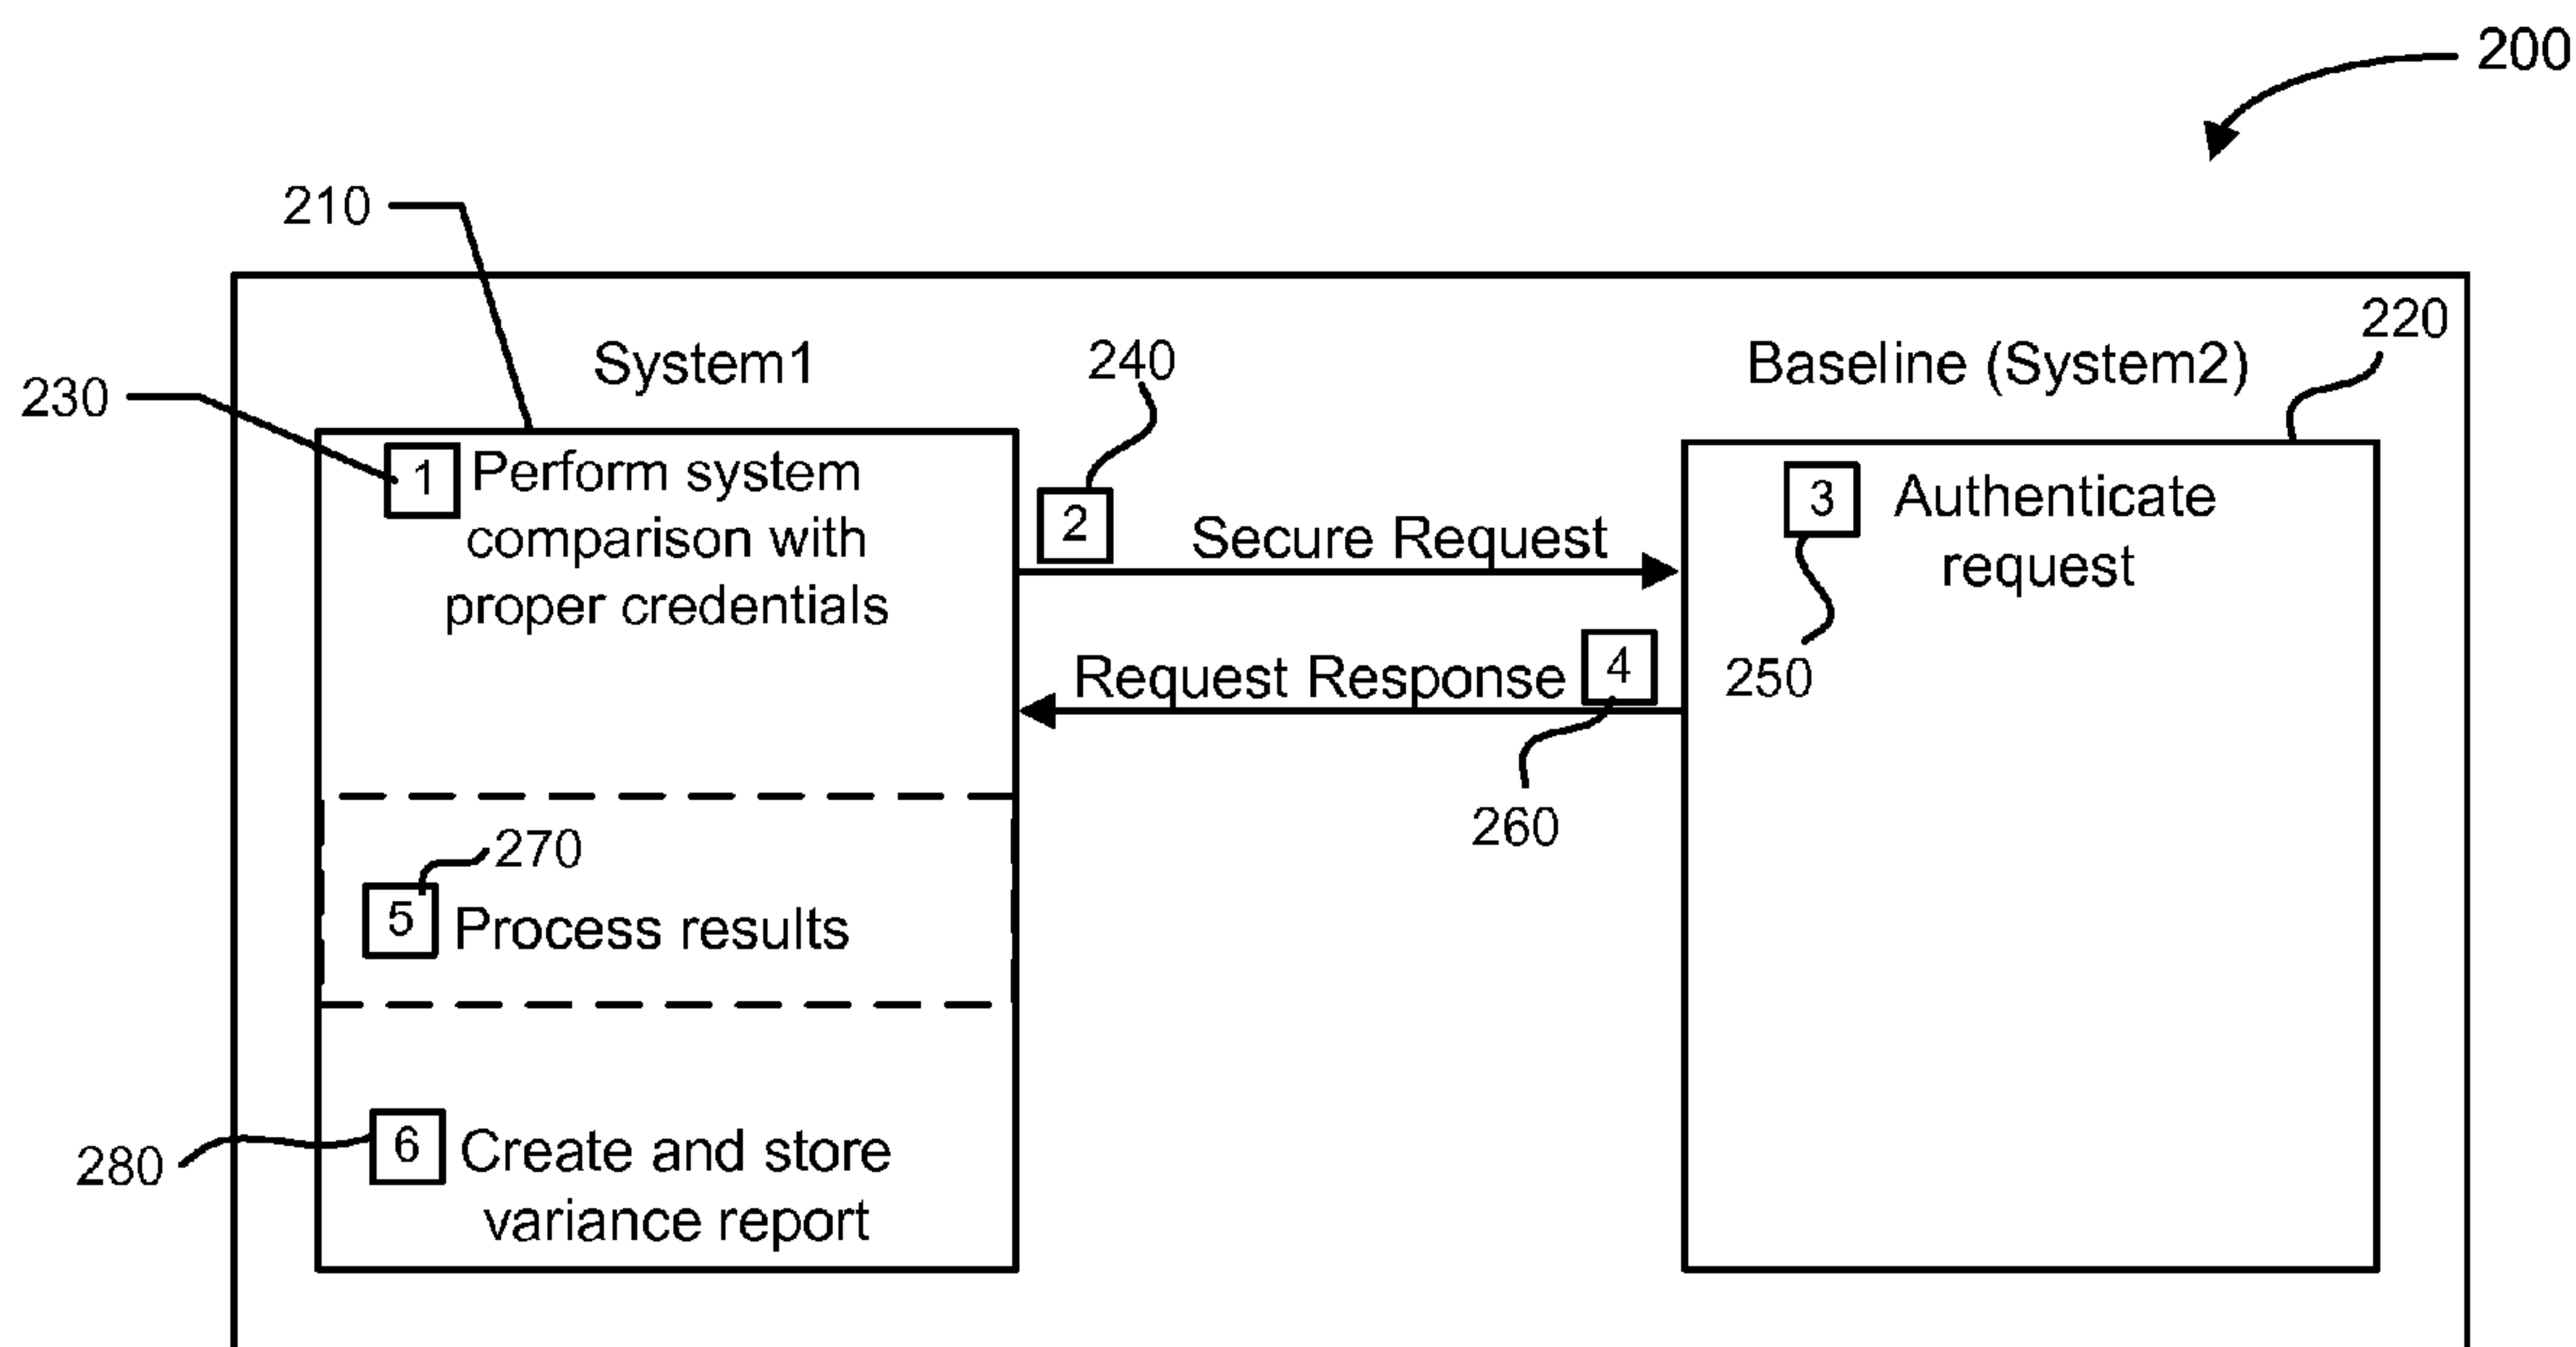 200
210
220
System1
240
Baseline (System2)
230
1 Perform system
comparison with
proper credentials
2
Secure Request
3 Authenticate
request
4
Request Response
250
260
270
5 Process results
280
6 Create and store
variance report